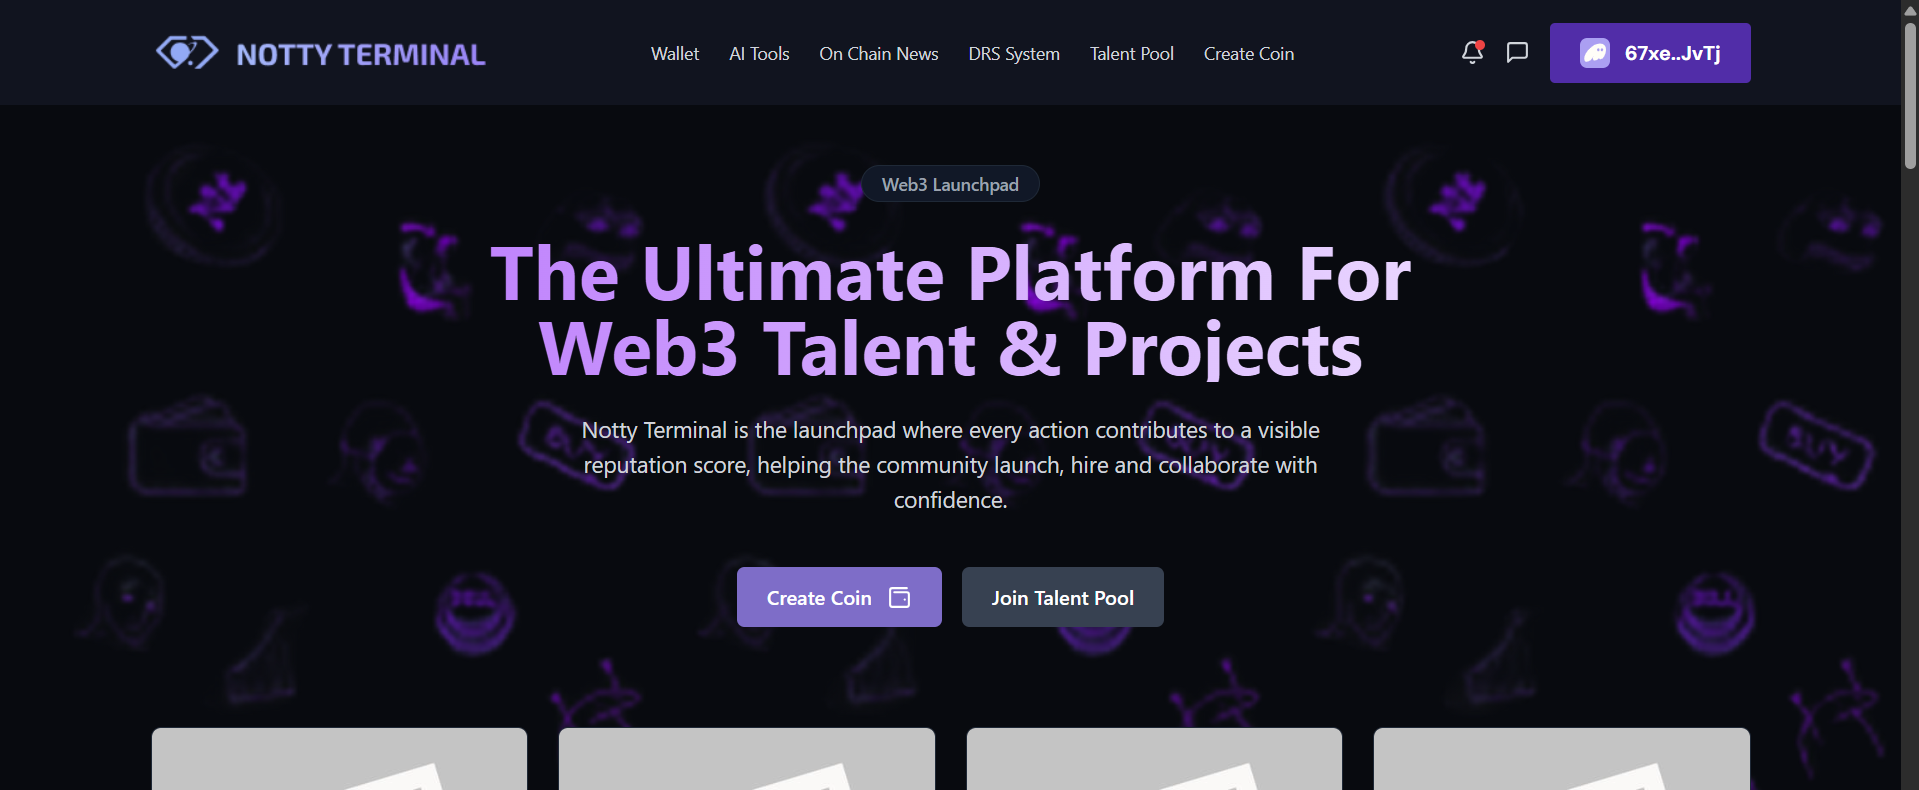 NOTTY TERMINAL
Wallet
AI Tools
On Chain News
DRS System
Talent Pool
Create Coin
67xe..JvTj
Web3 Launchpad
The Ultimate Platform For
Web3 Talent & Projects
Notty Terminal is the launchpad where every action contributes to a visible
reputation score, helping the community launch, hire and collaborate with
confidence.
BUY
Create Coin
Join Talent Pool